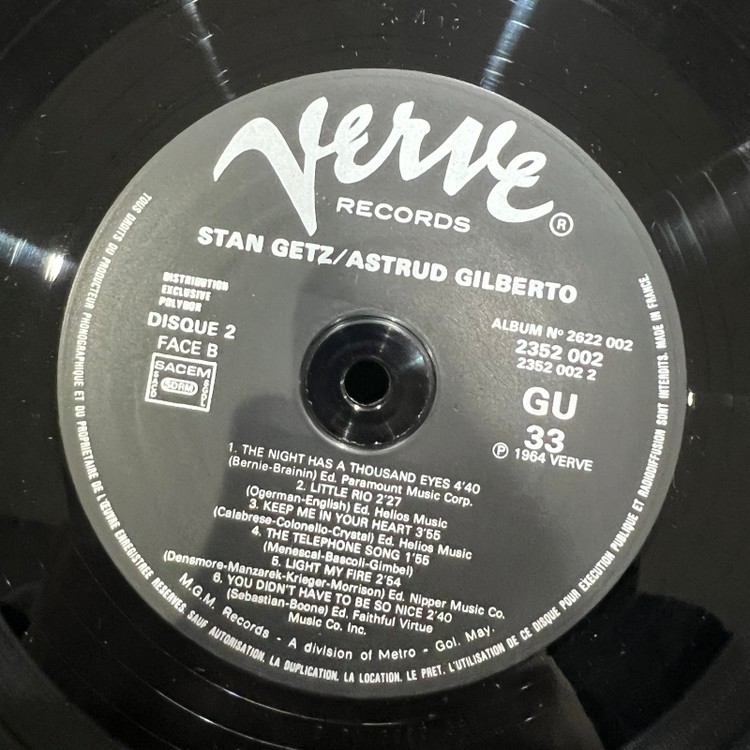 Verve
RECORDS ®
STAN GETZ/ASTRUD GILBERTO
DISTRIBUTION
EXCLUSIVE
POLYDOR
DISQUE 2
FACE B
SACEM
SACD
SDRM
SGDL
ALBUM Nº 2622 002
2352 002
2352 002 2
GU
33
℗ 1964 VERVE
1. THE NIGHT HAS A THOUSAND EYES 4'40
(Bernie-Brainin) Ed. Paramount Music Corp.
2. LITTLE RIO 2'27
(Ogerman-English) Ed. Helios Music
3. KEEP ME IN YOUR HEART 3'55
(Calabrese-Colonello-Crystal) Ed. Helios Music
4. THE TELEPHONE SONG 1'55
(Menescal-Bascoli-Gimbel)
5. LIGHT MY FIRE 2'54
(Densmore-Manzarek-Krieger-Morrison) Ed. Nipper Music Co.
6. YOU DIDN'T HAVE TO BE SO NICE 2'40
(Sebastian-Boone) Ed. Faithful Virtue
Music Co. Inc.
M.G.M. Records - A division of Metro - Gol. May.
TOUS DROITS DU PRODUCTEUR PHONOGRAPHIQUE ET DU PROPRIETAIRE DE L'ŒUVRE ENREGISTREE RESERVES. SAUF AUTORISATION, LA DUPLICATION, LA LOCATION, LE PRET, L'UTILISATION DE CE DISQUE POUR EXECUTION PUBLIQUE ET RADIODIFFUSION SONT INTERDITS. MADE IN FRANCE.